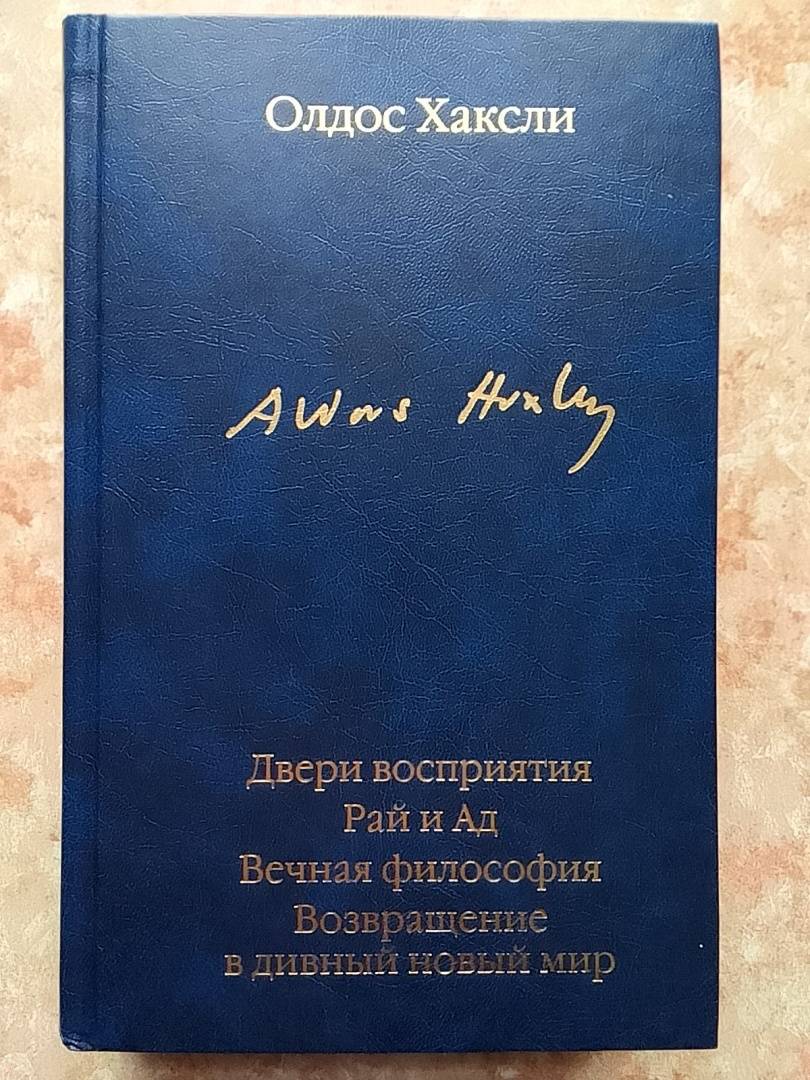 Олдос Хаксли
Aldous Huxley
Двери восприятия
Рай и Ад
Вечная философия
Возвращение
в дивный новый мир